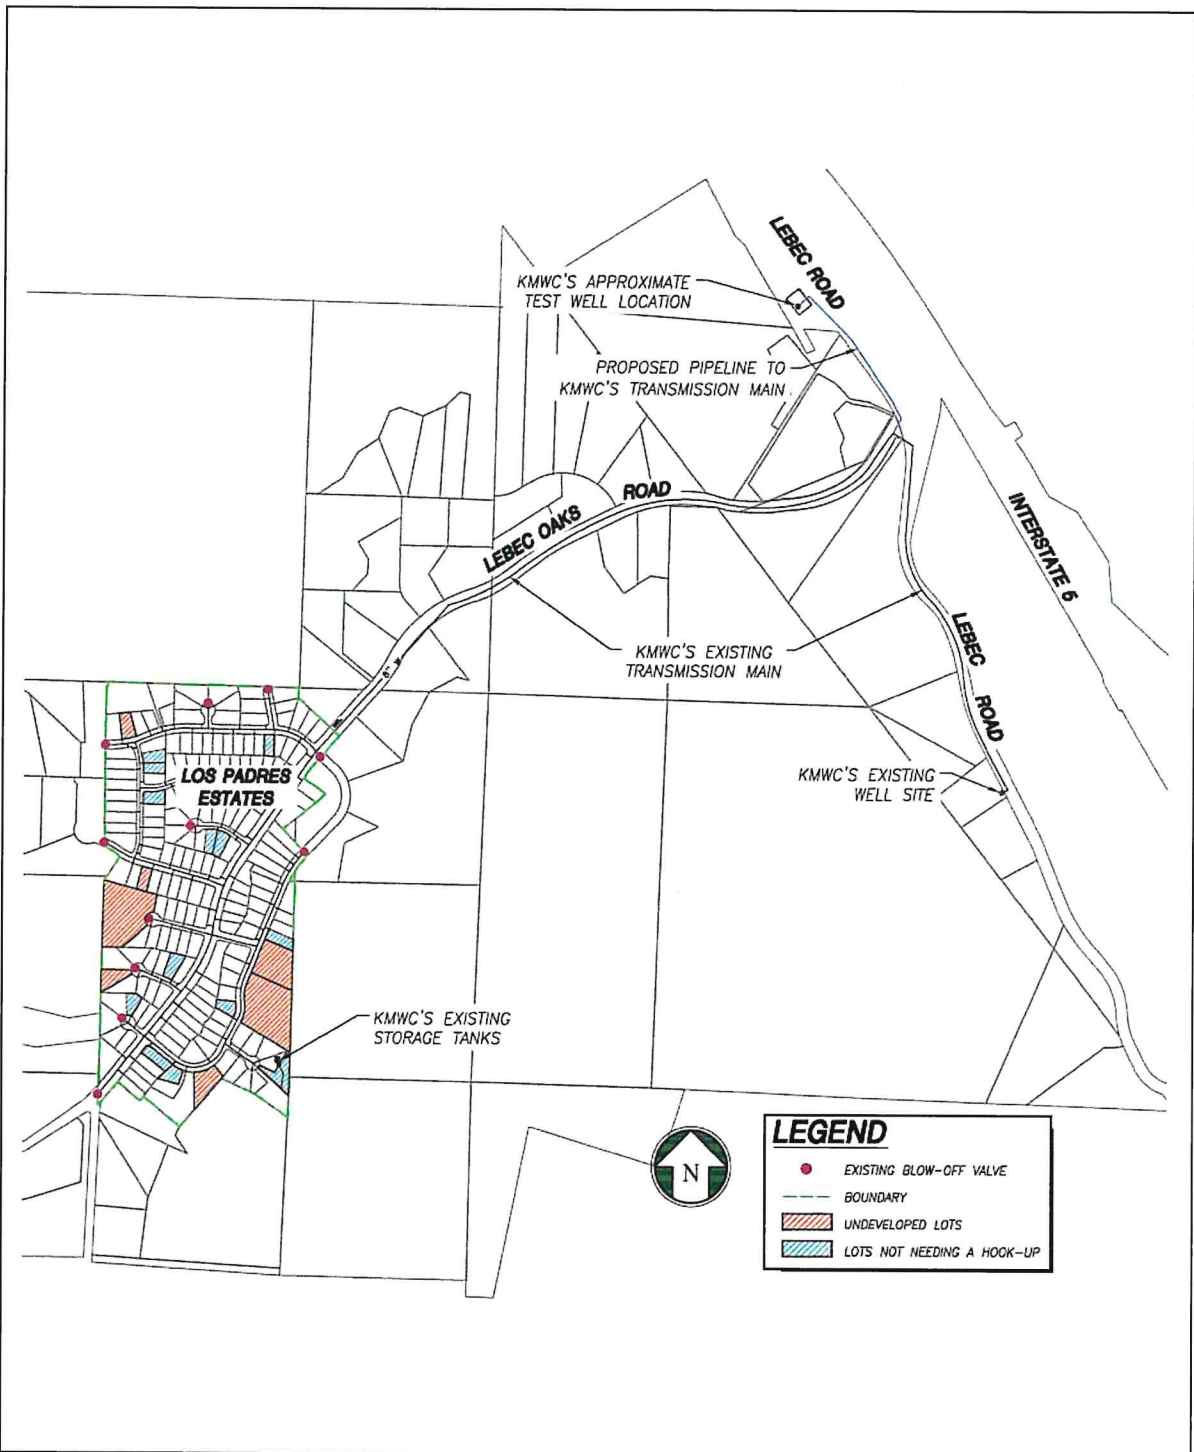 LEBEC ROAD
KMWC'S APPROXIMATE
TEST WELL LOCATION
PROPOSED PIPELINE TO
KMWC'S TRANSMISSION MAIN
LEBEC OAKS
ROAD
INTERSTATE 5
KMWC'S EXISTING
TRANSMISSION MAIN
LEBEC
ROAD
KMWC'S EXISTING
WELL SITE
LOS PADRES
ESTATES
KMWC'S EXISTING
STORAGE TANKS
N
LEGEND
EXISTING BLOW-OFF VALVE
BOUNDARY
UNDEVELOPED LOTS
LOTS NOT NEEDING A HOOK-UP